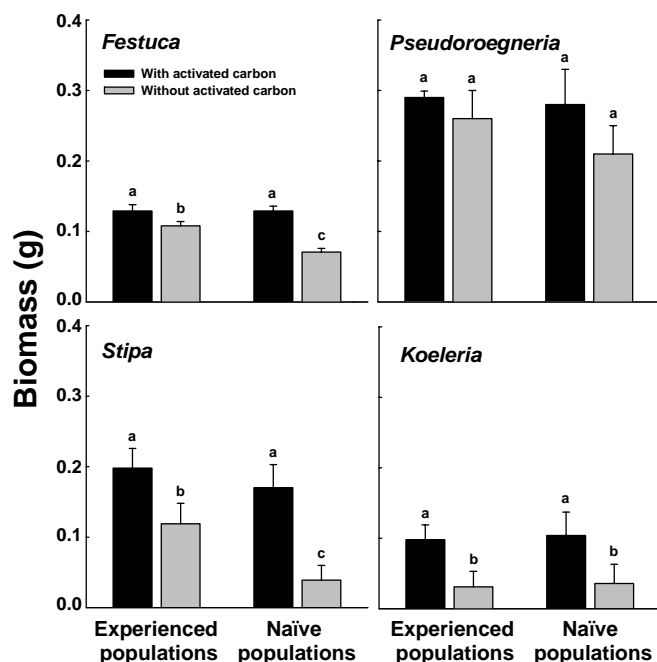 Biomass (g)
0.4
0.3
0.2
0.1
0.0
Festuca
With activated carbon
Without activated carbon
a
b
a
c
Pseudoroegneria
a
a
a
a
0.4
0.3
0.2
0.1
0.0
Stipa
a
b
a
c
Koeleria
a
b
a
b
Experienced
populations
Naïve
populations
Experienced
populations
Naïve
populations